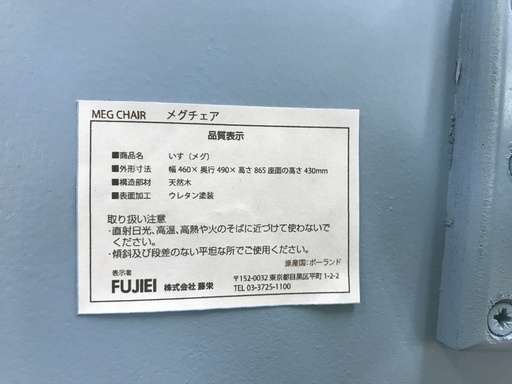 MEG CHAIR メグチェア
品質表示
■商品名 いす（メグ）
■外形寸法 幅 460× 奥行 490× 高さ 865 座面の高さ 430mm
■構造部材 天然木
■表面加工 ウレタン塗装
取り扱い注意
・直射日光、高温、高熱や火のそばに近づけて使わないで
ください。
・傾斜及び段差のない平坦な所でご使用ください。
原産国：ポーランド
表示者
FUJIEI 株式会社 藤栄
〒152-0032 東京都目黒区平町 1-2-2
TEL 03-3725-1100